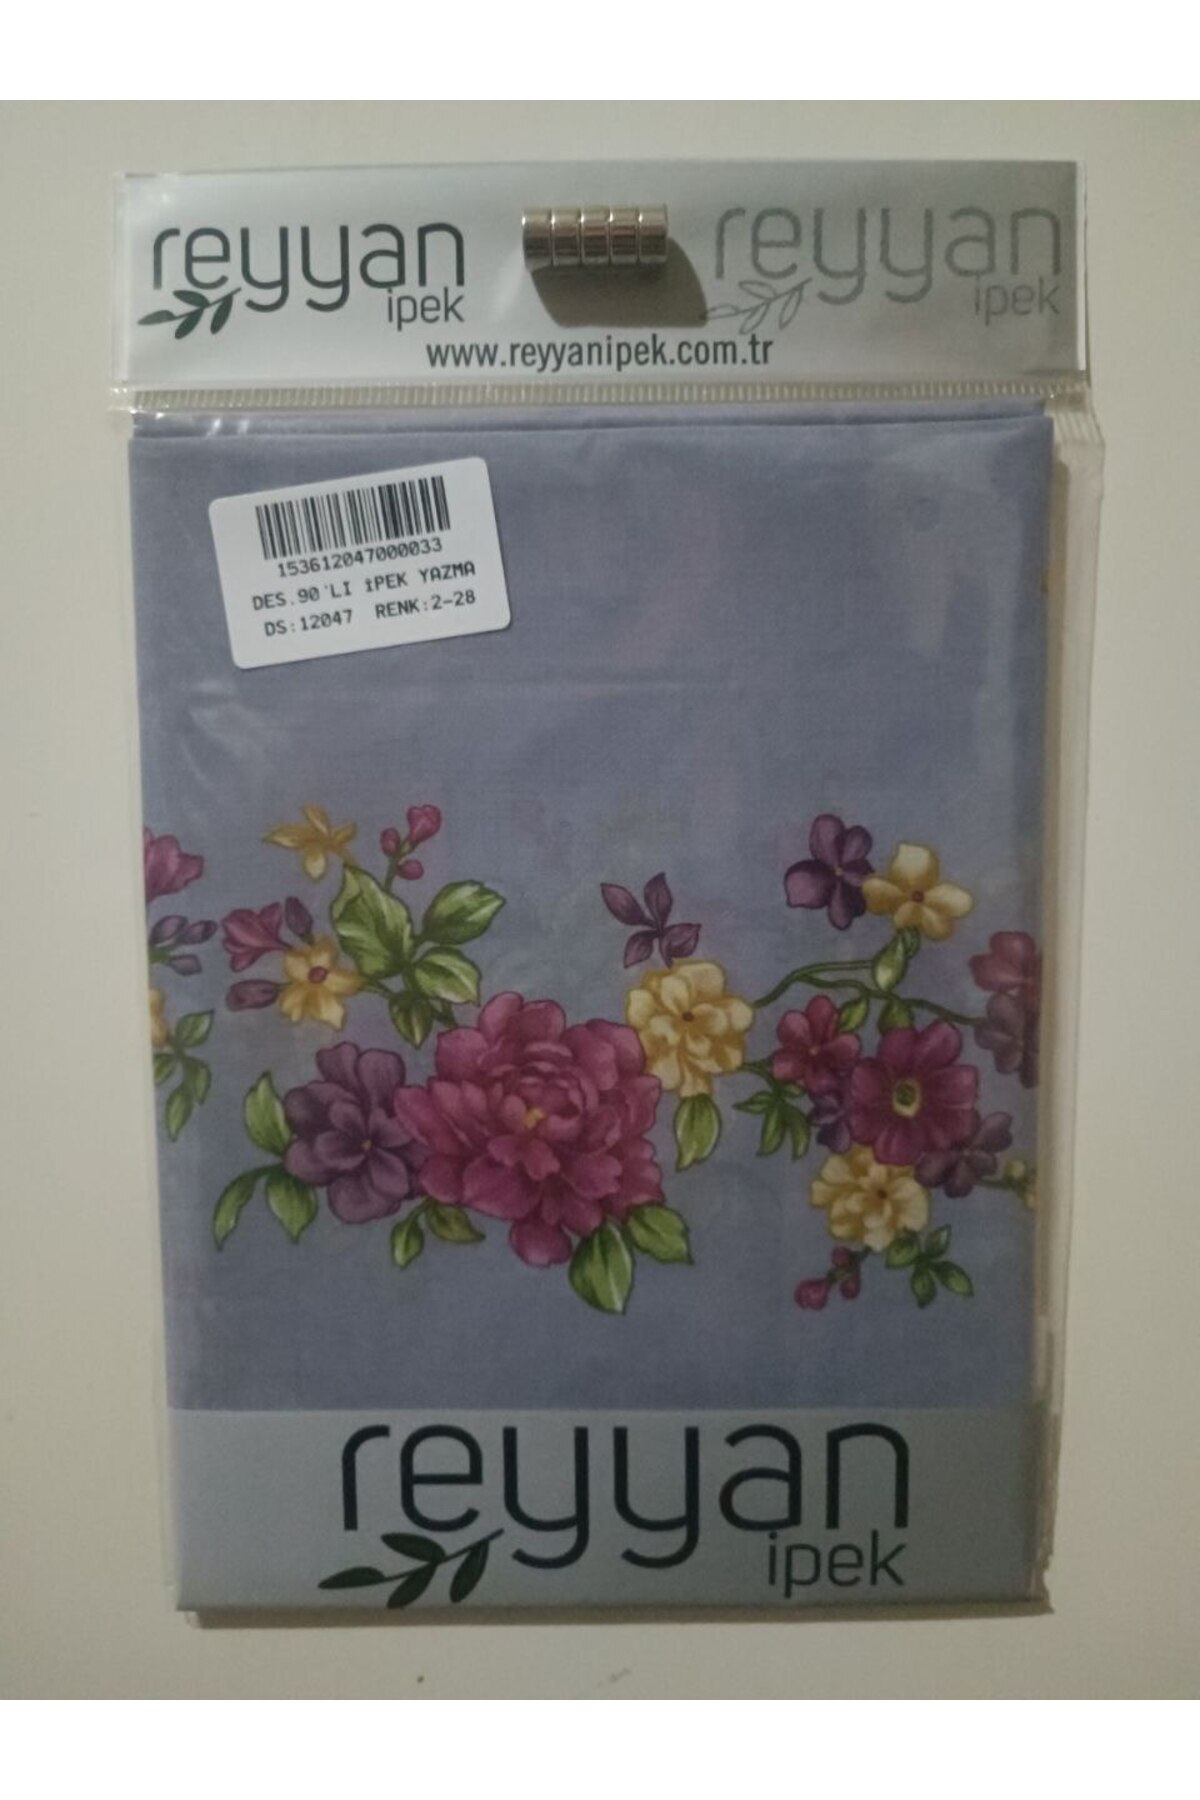 reyyan
ipek
reyyan
ipek
www.reyyanipek.com.tr
153612047000033
DES.90'LI İPEK YAZMA
DS:12047 RENK:2-28
reyyan
ipek